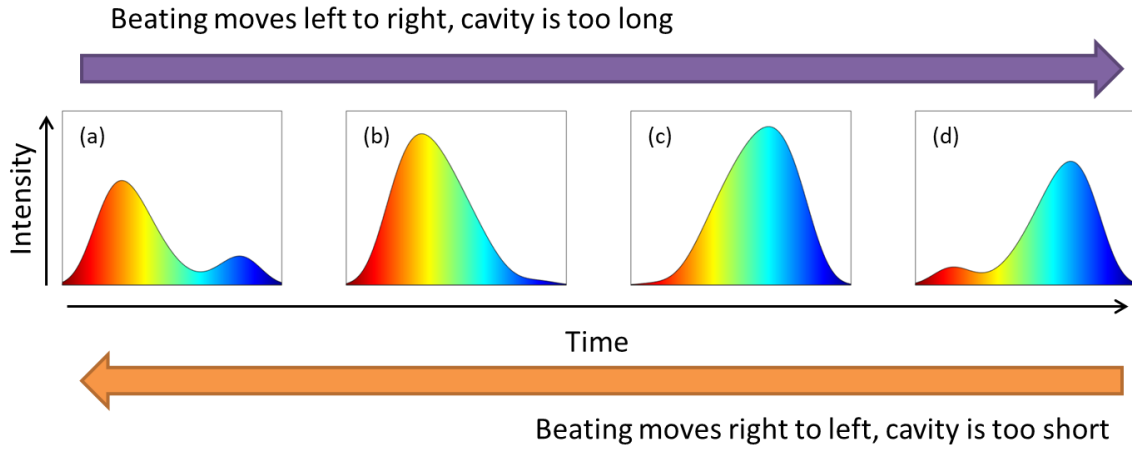 Beating moves left to right, cavity is too long
(a)
(b)
(c)
(d)
Intensity
Time
Beating moves right to left, cavity is too short